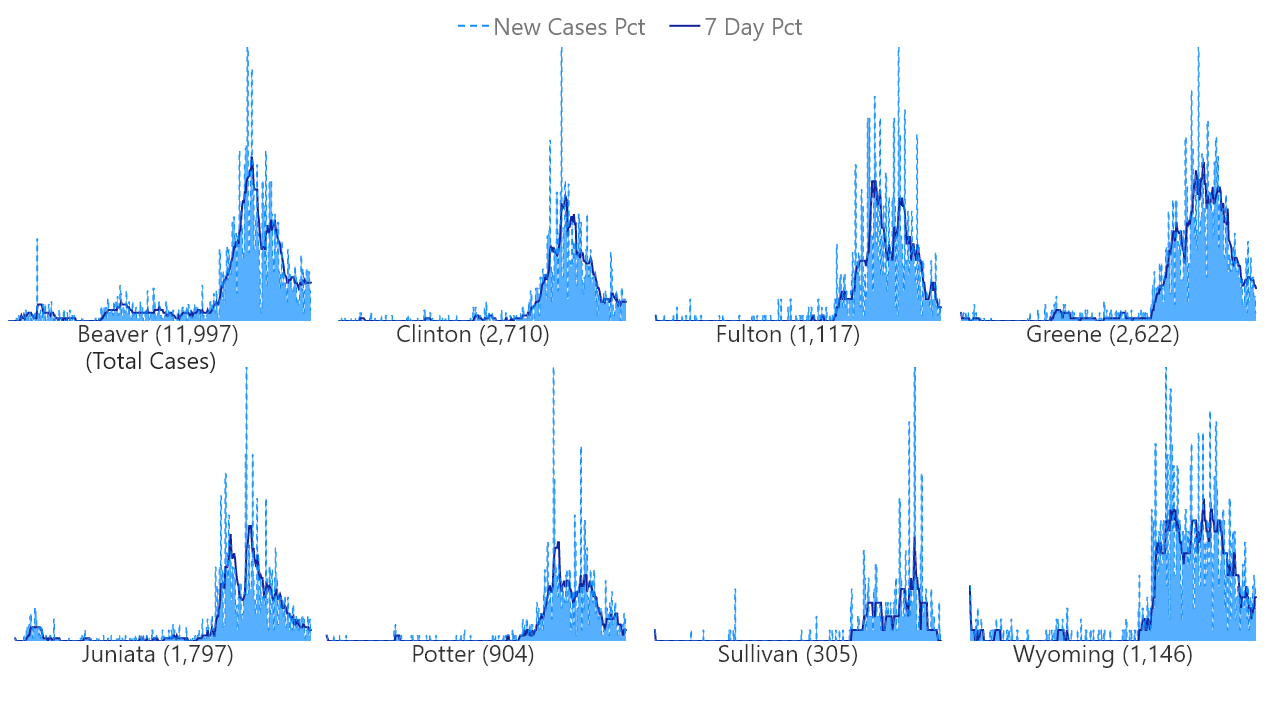 New Cases Pct 7 Day Pct
Beaver (11,997) Clinton (2,710) Fulton (1,117) Greene (2,622)
(Total Cases)
Juniata (1,797) Potter (904) Sullivan (305) Wyoming (1,146)